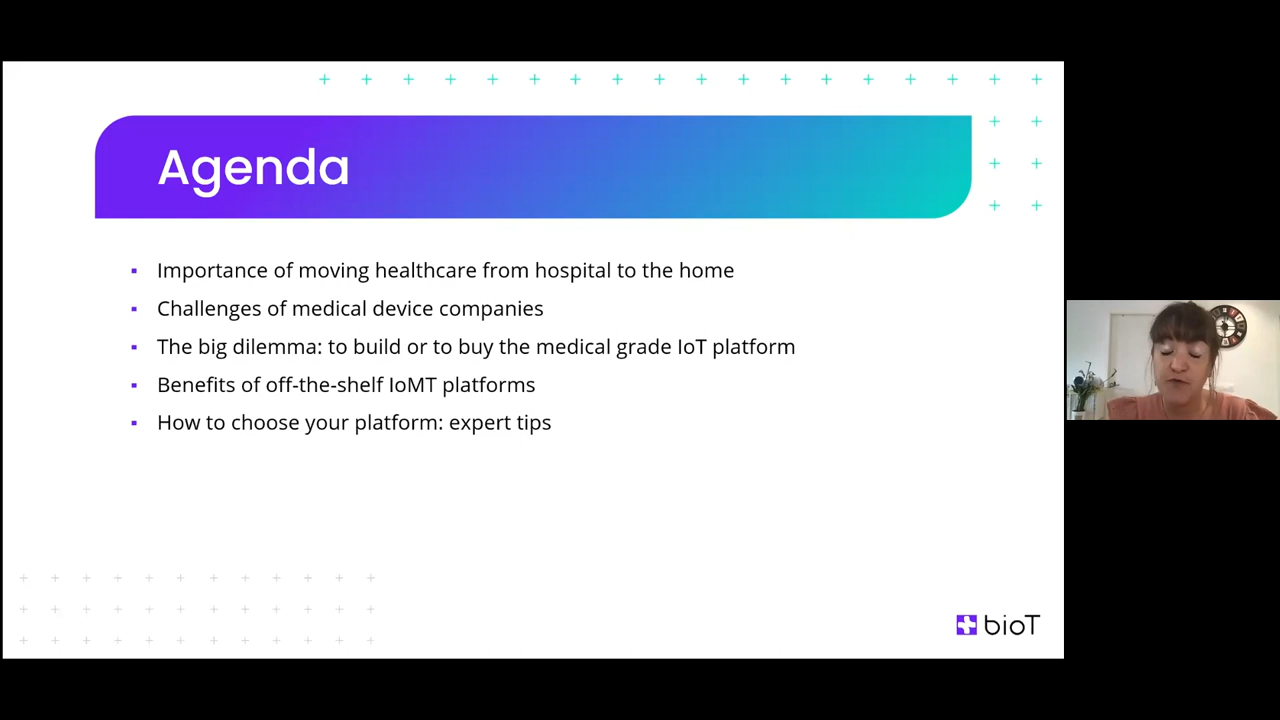 Agenda
Importance of moving healthcare from hospital to the home
Challenges of medical device companies
The big dilemma: to build or to buy the medical grade IoT platform
Benefits of off-the-shelf IoMT platforms
How to choose your platform: expert tips
bioT